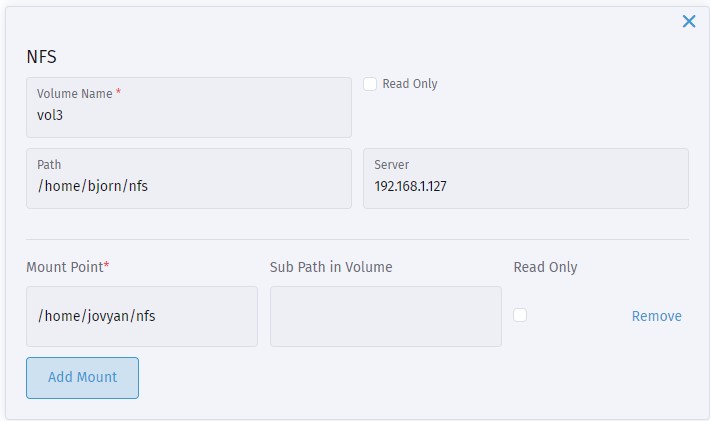 NFS
Volume Name *
vol3
Read Only
Path
/home/bjorn/nfs
Server
192.168.1.127
Mount Point*
Sub Path in Volume
Read Only
/home/jovyan/nfs
Remove
Add Mount